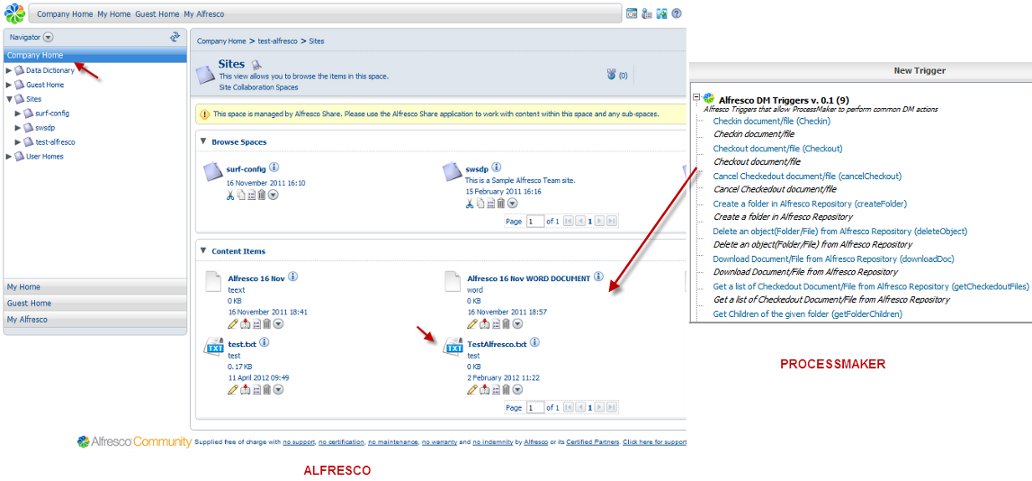 Company Home My Home Guest Home My Alfresco
Navigator
Company Home
Data Dictionary
Guest Home
Sites
surf-config
swsdp
test-alfresco
User Homes
My Home
Guest Home
My Alfresco
Company Home > test-alfresco > Sites
Sites
This view allows you to browse the items in this space.
Site Collaboration Spaces
(0)
This space is managed by Alfresco Share. Please use the Alfresco Share application to work with content within this space and any sub-spaces.
Browse Spaces
surf-config
16 November 2011 16:10
swsdp
This is a Sample Alfresco Team site.
15 February 2011 16:16
Page 1 of 1 1
Content Items
Alfresco 16 Nov
teext
0 KB
16 November 2011 18:41
Alfresco 16 Nov WORD DOCUMENT
word
0 KB
16 November 2011 18:57
TXT
test.txt
test
0.17 KB
11 April 2012 09:49
TXT
TestAlfresco.txt
test
0 KB
2 February 2012 11:22
Page 1 of 1 1
Alfresco Community Supplied free of charge with no support, no certification, no maintenance, no warranty and no indemnity by Alfresco or its Certified Partners. Click here for support
ALFRESCO
New Trigger
Alfresco DM Triggers v. 0.1 (9)
Alfresco Triggers that allow ProcessMaker to perform common DM actions
Checkin document/file (Checkin)
Checkin document/file
Checkout document/file (Checkout)
Checkout document/file
Cancel Checkedout document/file (cancelCheckout)
Cancel Checkedout document/file
Create a folder in Alfresco Repository (createFolder)
Create a folder in Alfresco Repository
Delete an object(Folder/File) from Alfresco Repository (deleteObject)
Delete an object(Folder/File) from Alfresco Repository
Download Document/File from Alfresco Repository (downloadDoc)
Download Document/File from Alfresco Repository
Get a list of Checkedout Document/File from Alfresco Repository (getCheckedoutFiles)
Get a list of Checkedout Document/File from Alfresco Repository
Get Children of the given folder (getFolderChildren)
PROCESSMAKER